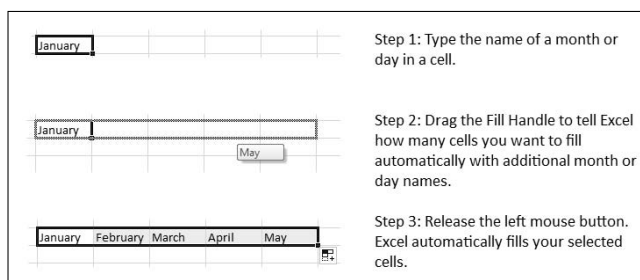 January
Step 1: Type the name of a month or
day in a cell.
January
May
Step 2: Drag the Fill Handle to tell Excel
how many cells you want to fill
automatically with additional month or
day names.
January February March April May
Step 3: Release the left mouse button.
Excel automatically fills your selected
cells.